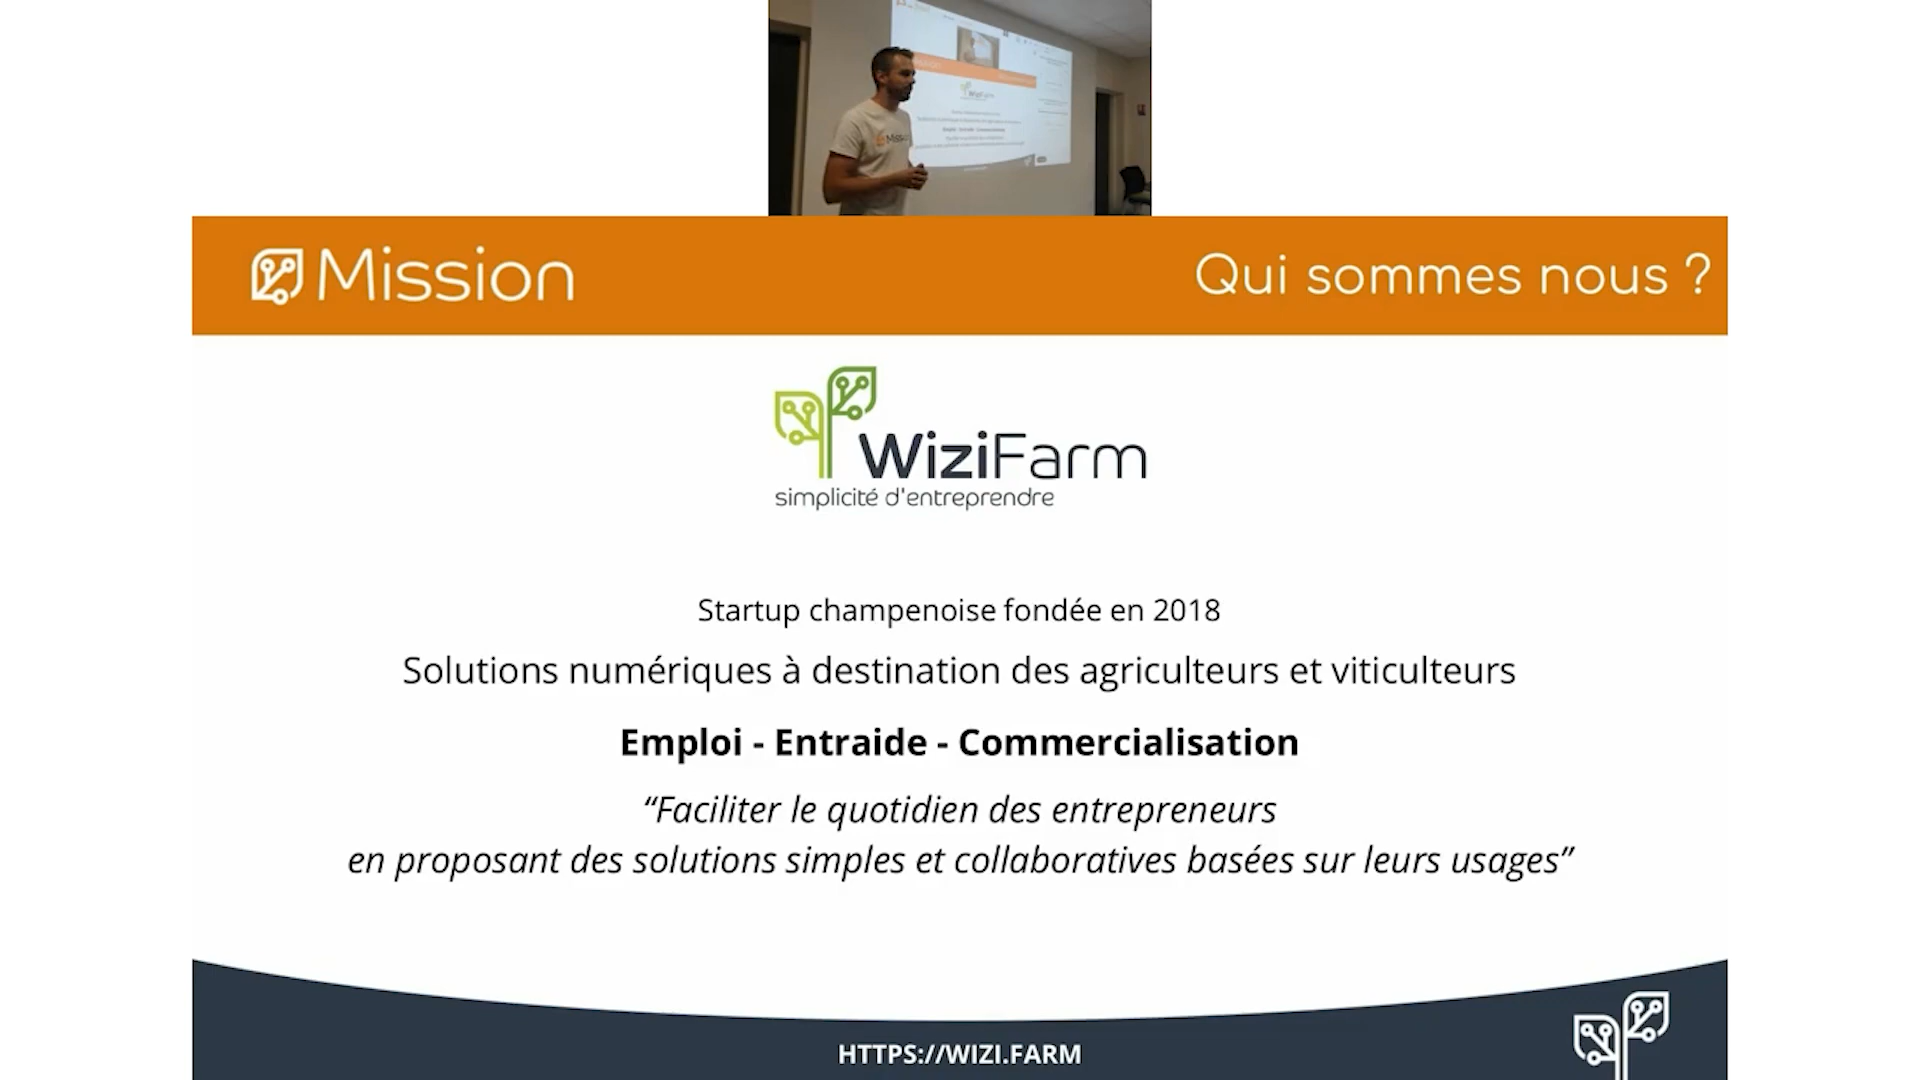 Mission
Qui sommes nous ?
WiziFarm
simplicité d'entreprendre
Startup champenoise fondée en 2018
Solutions numériques à destination des agriculteurs et viticulteurs
Emploi - Entraide - Commercialisation
“Faciliter le quotidien des entrepreneurs
en proposant des solutions simples et collaboratives basées sur leurs usages”
HTTPS://WIZI.FARM